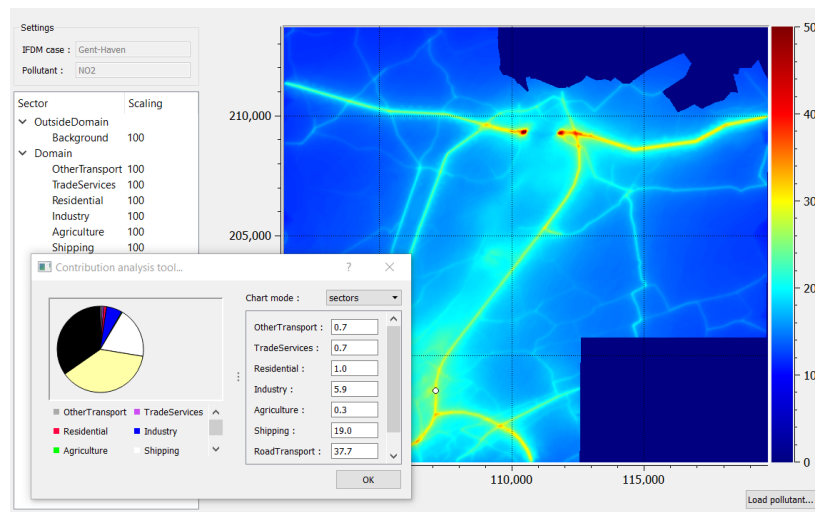 Settings
IFDM case : Gent-Haven
Pollutant : NO2
Sector Scaling
OutsideDomain
Background 100
Domain
OtherTransport 100
TradeServices 100
Residential 100
Industry 100
Agriculture 100
Shipping 100
Contribution analysis tool... ?
Chart mode : sectors
OtherTransport : 0.7
TradeServices : 0.7
Residential : 1.0
Industry : 5.9
Agriculture : 0.3
Shipping : 19.0
RoadTransport : 37.7
OtherTransport TradeServices
Residential Industry
Agriculture Shipping
OK
210,000
205,000
110,000 115,000
50
40
30
20
10
0
Load pollutant...